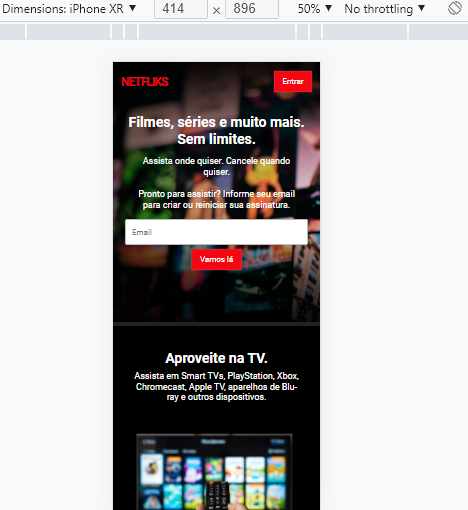 Dimensions: iPhone XR ▼ 414 × 896 50% ▼ No throttling ▼
NETFLIKS
Entrar
Filmes, séries e muito mais.
Sem limites.
Assista onde quiser. Cancele quando
quiser.
Pronto para assistir? Informe seu email
para criar ou reiniciar sua assinatura.
Email
Vamos lá
Aproveite na TV.
Assista em Smart TVs, PlayStation, Xbox,
Chromecast, Apple TV, aparelhos de Blu-
ray e outros dispositivos.